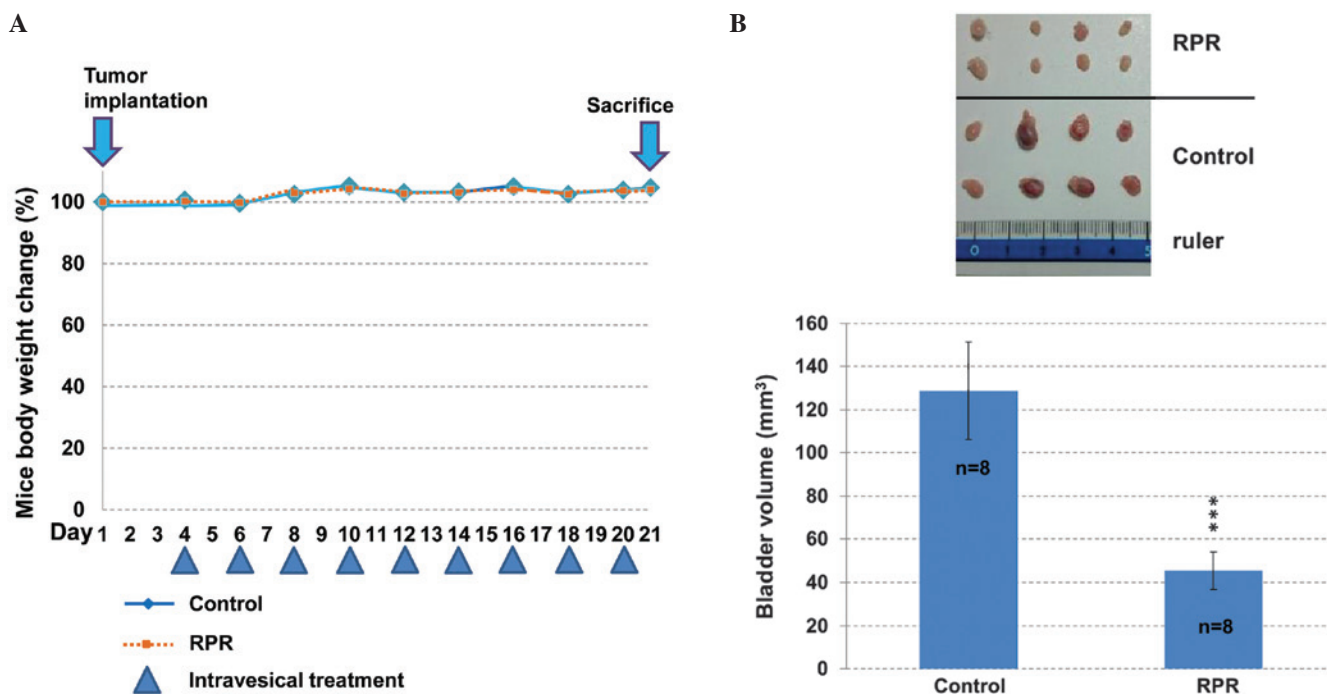 A
Tumor
implantation
Sacrifice
Mice body weight change (%)
100
80
60
40
20
0
Day 1 2 3 4 5 6 7 8 9 10 11 12 13 14 15 16 17 18 19 20 21
Control
RPR
Intravesical treatment
B
RPR
Control
0 1 2 3 4 5
ruler
Bladder volume (mm³)
160
140
120
100
80
60
40
20
0
n=8
***
n=8
Control RPR